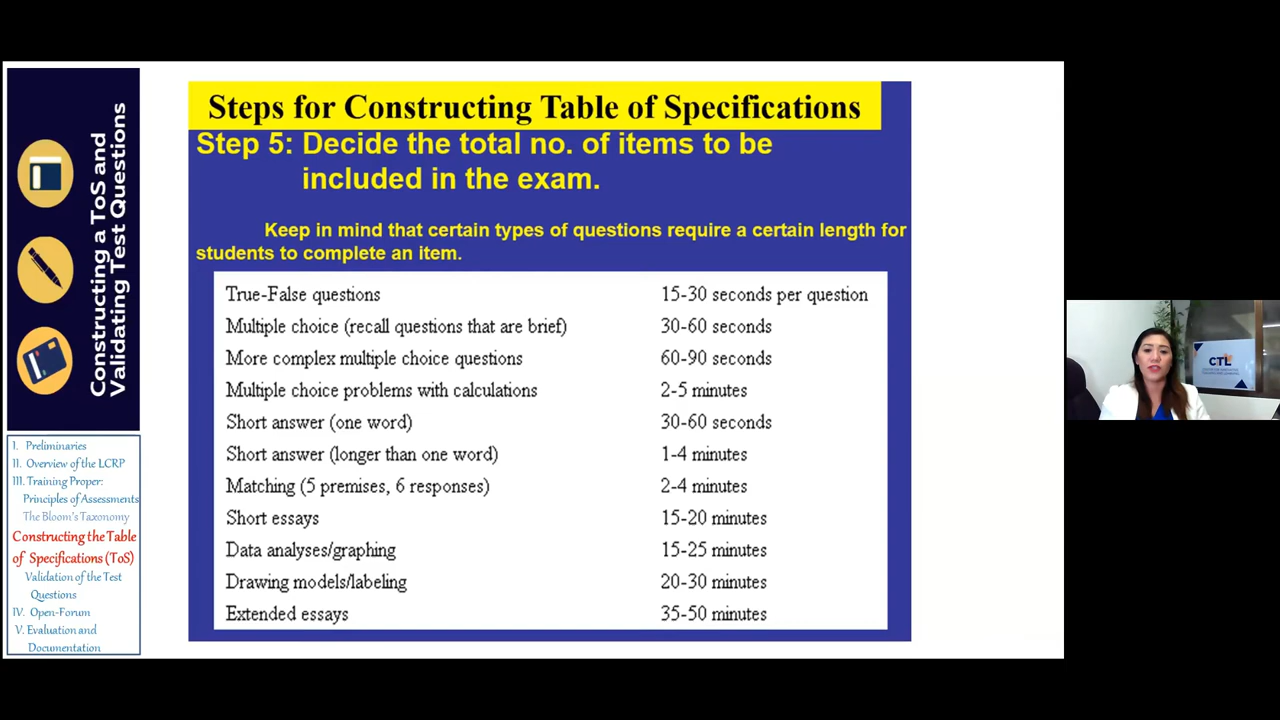 Constructing a ToS and
Validating Test Questions
I. Preliminaries
II. Overview of the LCRP
III. Training Proper:
Principles of Assessments
The Bloom's Taxonomy
Constructing the Table
of Specifications (ToS)
Validation of the Test
Questions
IV. Open-Forum
V. Evaluation and
Documentation
Steps for Constructing Table of Specifications
Step 5: Decide the total no. of items to be
included in the exam.
Keep in mind that certain types of questions require a certain length for
students to complete an item.
True-False questions 15-30 seconds per question
Multiple choice (recall questions that are brief) 30-60 seconds
More complex multiple choice questions 60-90 seconds
Multiple choice problems with calculations 2-5 minutes
Short answer (one word) 30-60 seconds
Short answer (longer than one word) 1-4 minutes
Matching (5 premises, 6 responses) 2-4 minutes
Short essays 15-20 minutes
Data analyses/graphing 15-25 minutes
Drawing models/labeling 20-30 minutes
Extended essays 35-50 minutes
CTL